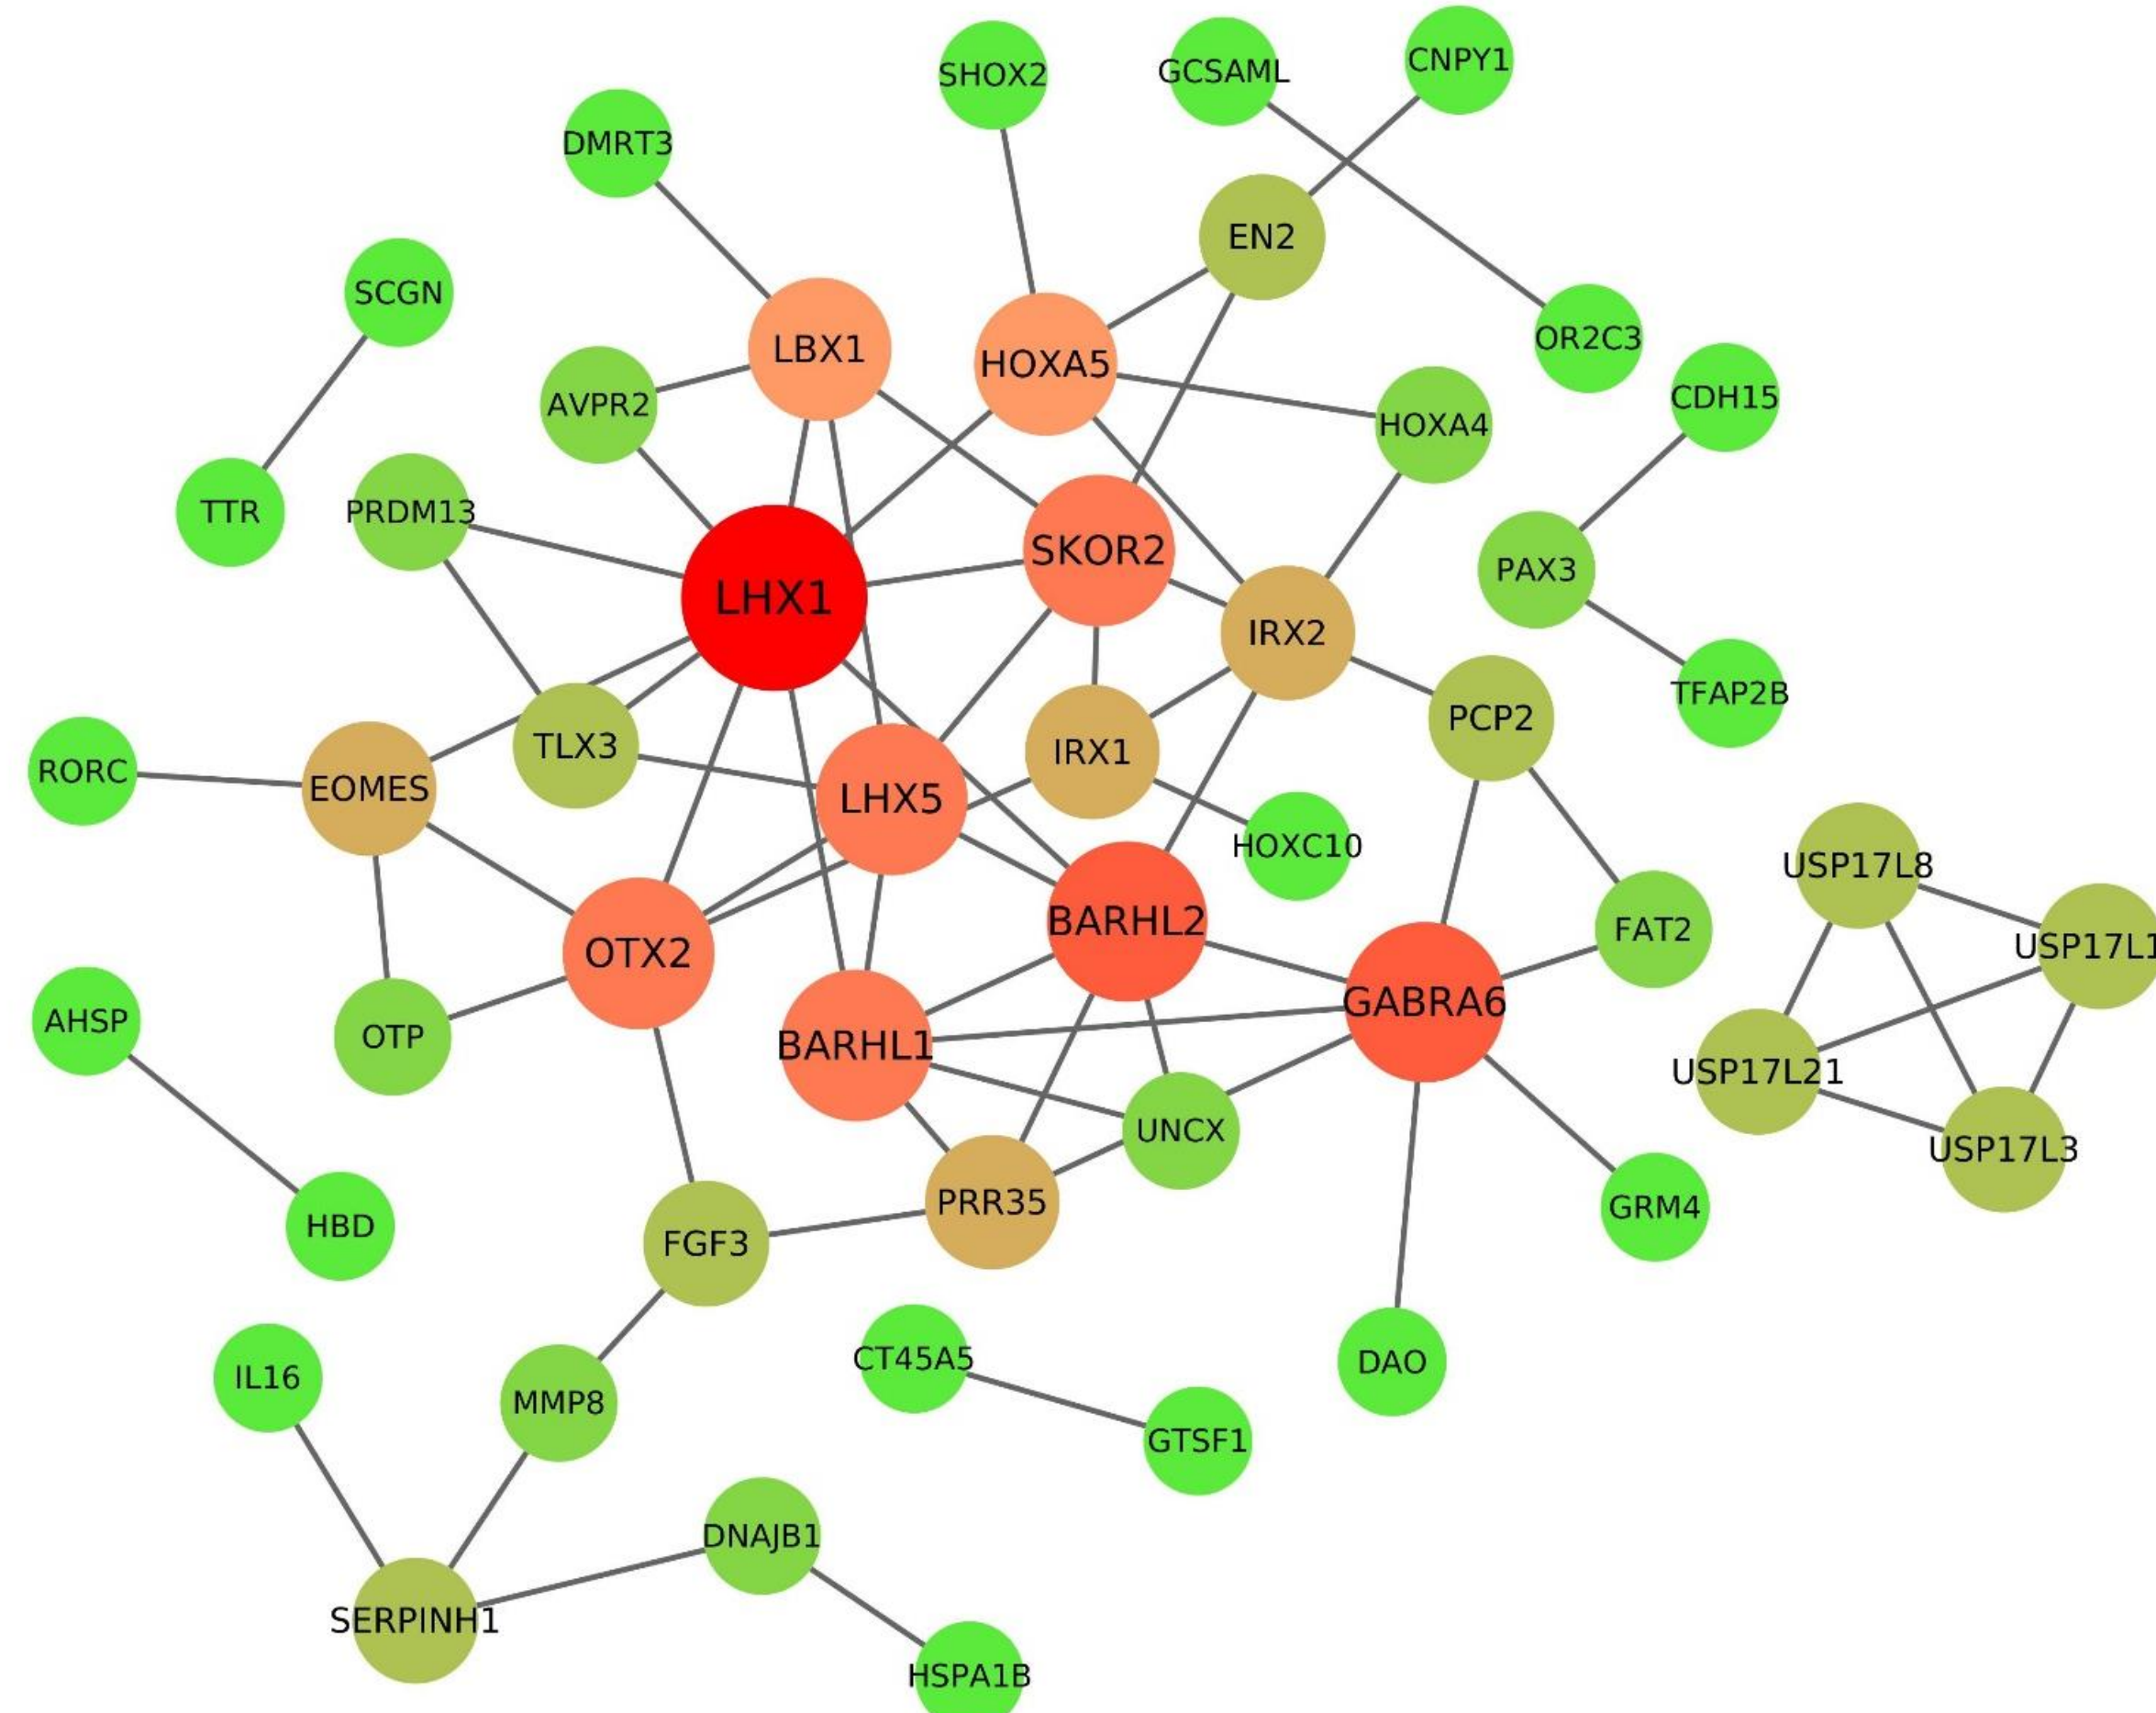 CNPY1
GCSAML
SHOX2
DMRT3
EN2
SCGN
OR2C3
LBX1
HOXA5
CDH15
AVPR2
HOXA4
TTR
PRDM13
SKOR2
PAX3
LHX1
IRX2
TFAP2B
PCP2
TLX3
IRX1
RORC
EOMES
LHX5
HOXC10
USP17L8
BARHL2
FAT2
USP17L1
OTX2
GABRA6
AHSP
OTP
BARHL1
USP17L21
UNCX
USP17L3
PRR35
GRM4
HBD
FGF3
CT45A5
DAO
IL16
MMP8
GTSF1
DNAJB1
SERPINH1
HSPA1B